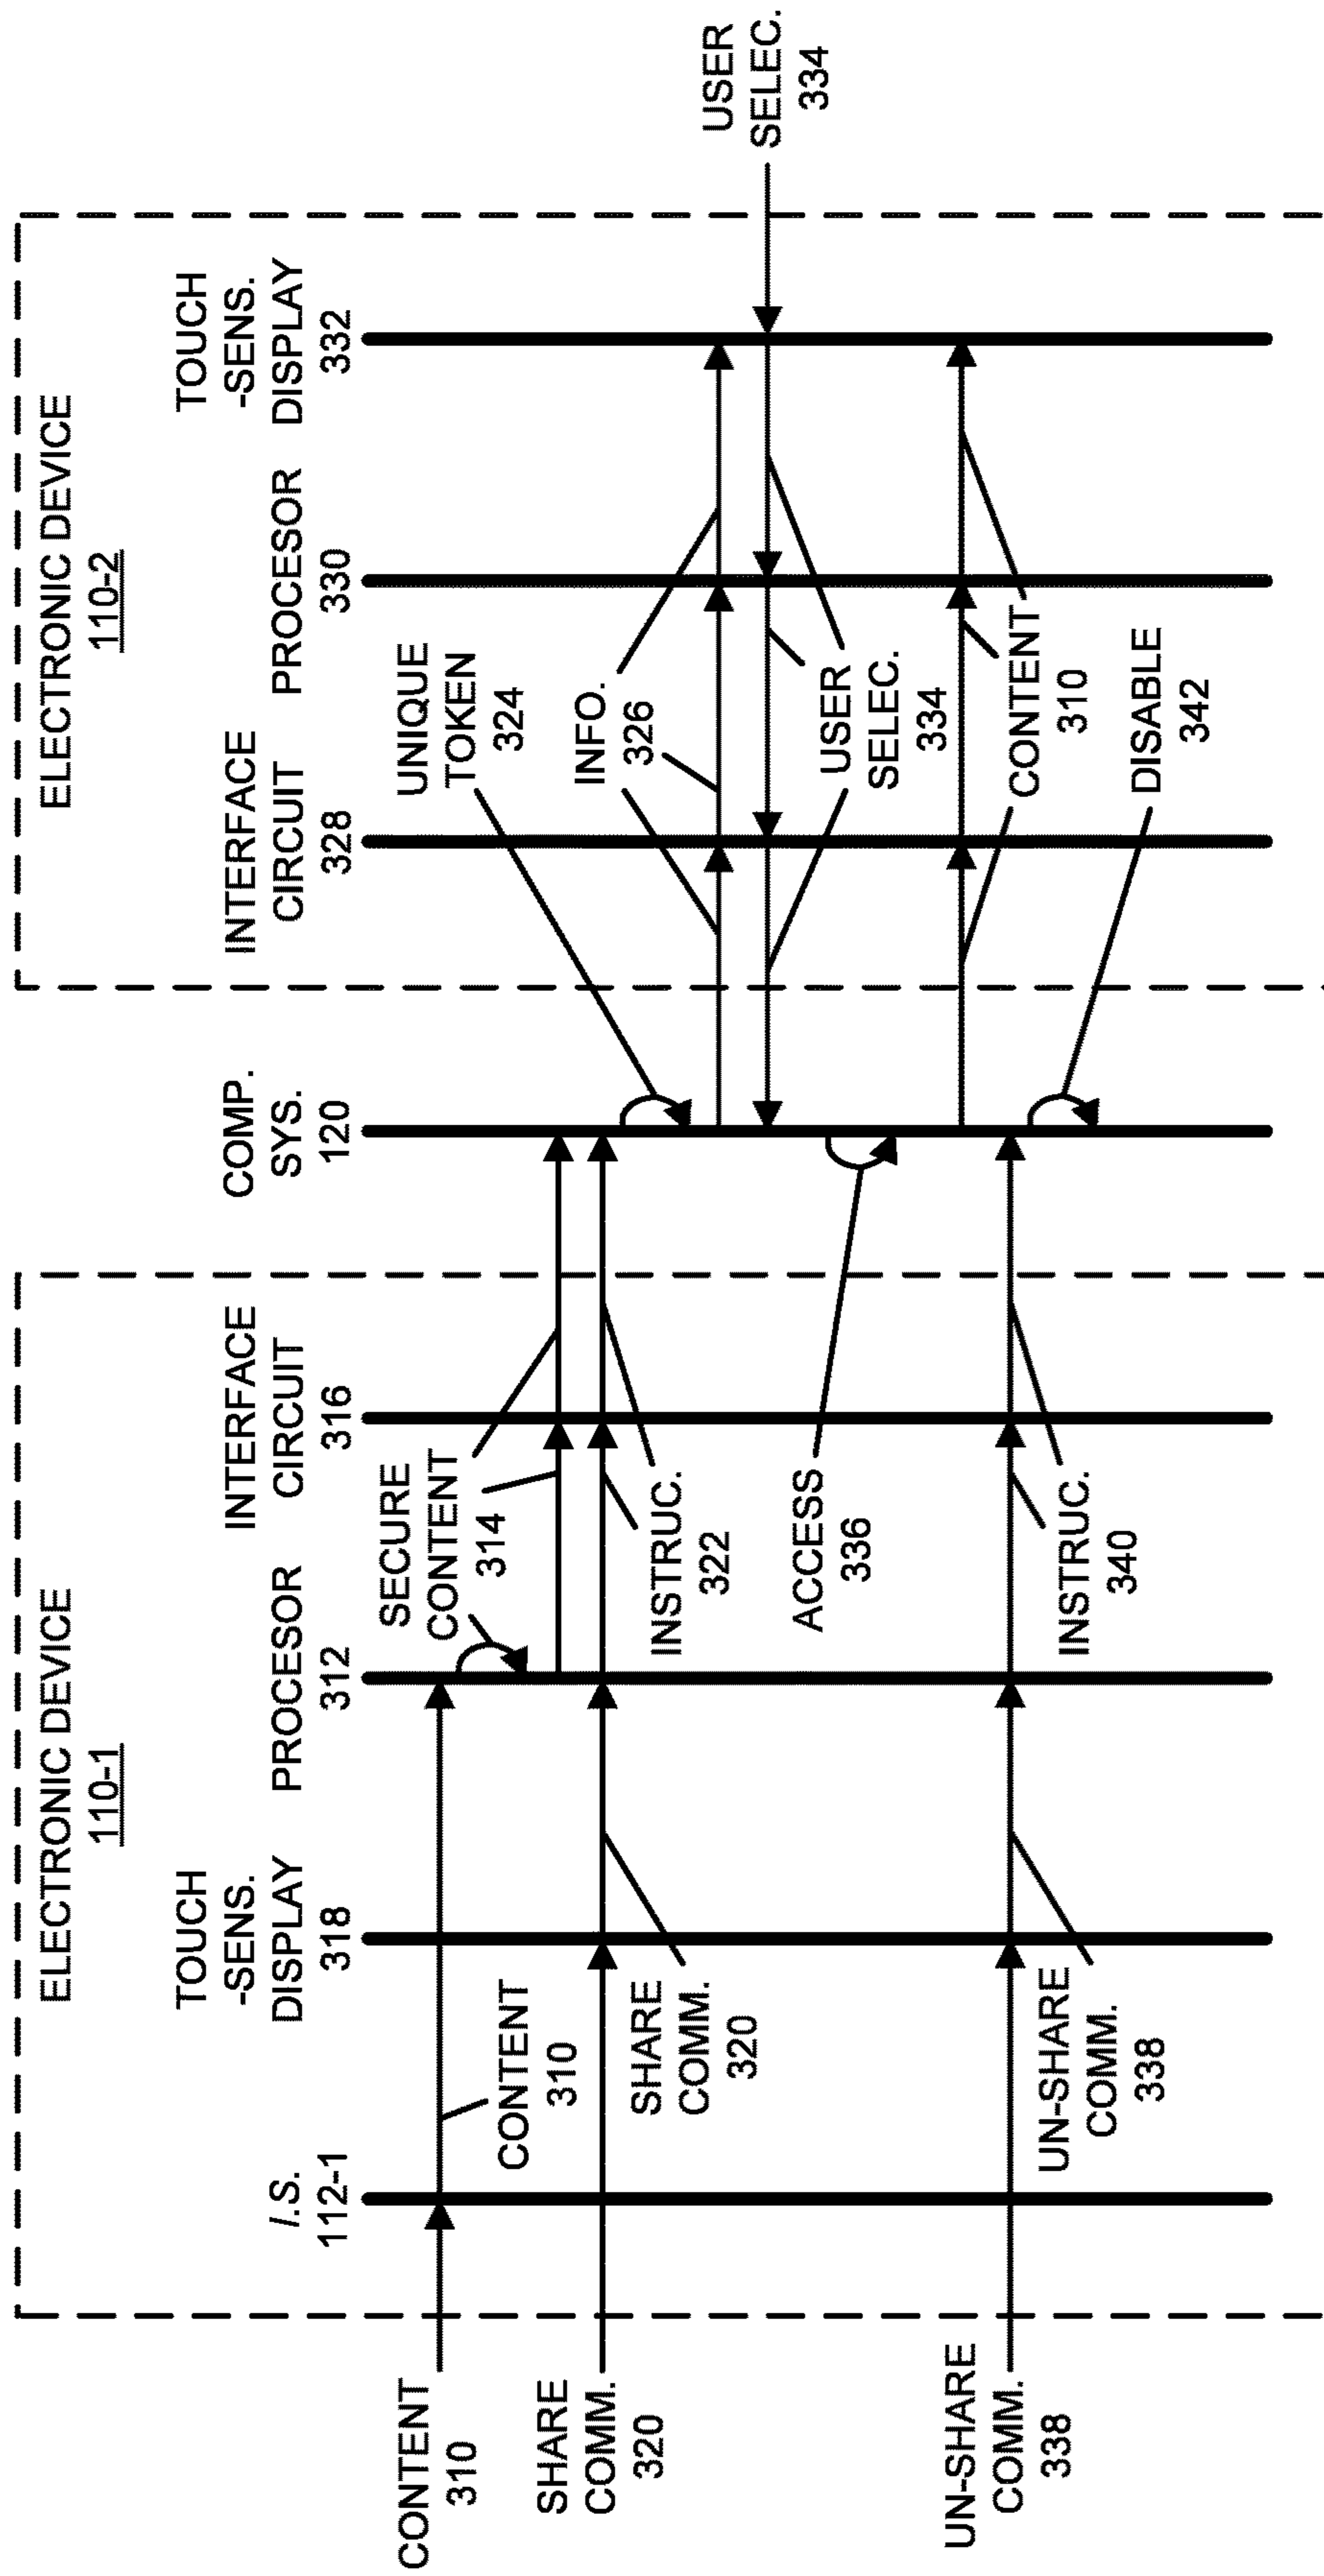 ELECTRONIC DEVICE
110-1
ELECTRONIC DEVICE
110-2
I.S.
112-1
TOUCH
-SENS.
DISPLAY
318
PROCESOR
312
INTERFACE
CIRCUIT
316
COMP.
SYS.
120
INTERFACE
CIRCUIT
328
PROCESOR
330
TOUCH
-SENS.
DISPLAY
332
CONTENT
310
CONTENT
310
SECURE
CONTENT
314
SHARE
COMM.
320
SHARE
COMM.
320
INSTRUC.
322
UNIQUE
TOKEN
324
INFO.
326
USER
SELEC.
334
USER
SELEC.
334
ACCESS
336
CONTENT
310
UN-SHARE
COMM.
338
UN-SHARE
COMM.
338
INSTRUC.
340
DISABLE
342